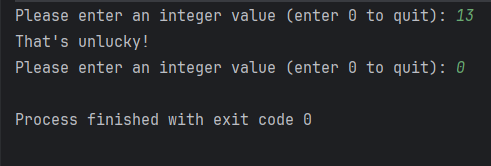 Please enter an integer value (enter 0 to quit): 13
That's unlucky!
Please enter an integer value (enter 0 to quit): 0
Process finished with exit code 0